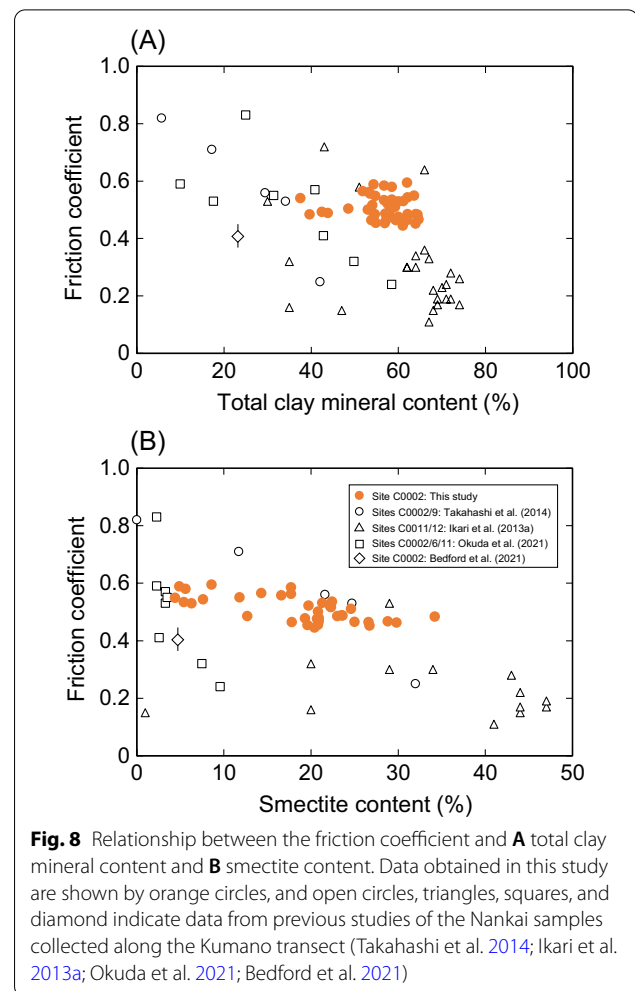 (A)
1.0
0.8
0.6
0.4
0.2
0
Friction coefficient
0 20 40 60 80 100
Total clay mineral content (%)
(B)
1.0
0.8
0.6
0.4
0.2
0
Friction coefficient
Site C0002: This study
Sites C0002/9: Takahashi et al. (2014)
Sites C0011/12: Ikari et al. (2013a)
Sites C0002/6/11: Okuda et al. (2021)
Site C0002: Bedford et al. (2021)
0 10 20 30 40 50
Smectite content (%)
Fig. 8 Relationship between the friction coefficient and A total clay
mineral content and B smectite content. Data obtained in this study
are shown by orange circles, and open circles, triangles, squares, and
diamond indicate data from previous studies of the Nankai samples
collected along the Kumano transect (Takahashi et al. 2014; Ikari et al.
2013a; Okuda et al. 2021; Bedford et al. 2021)